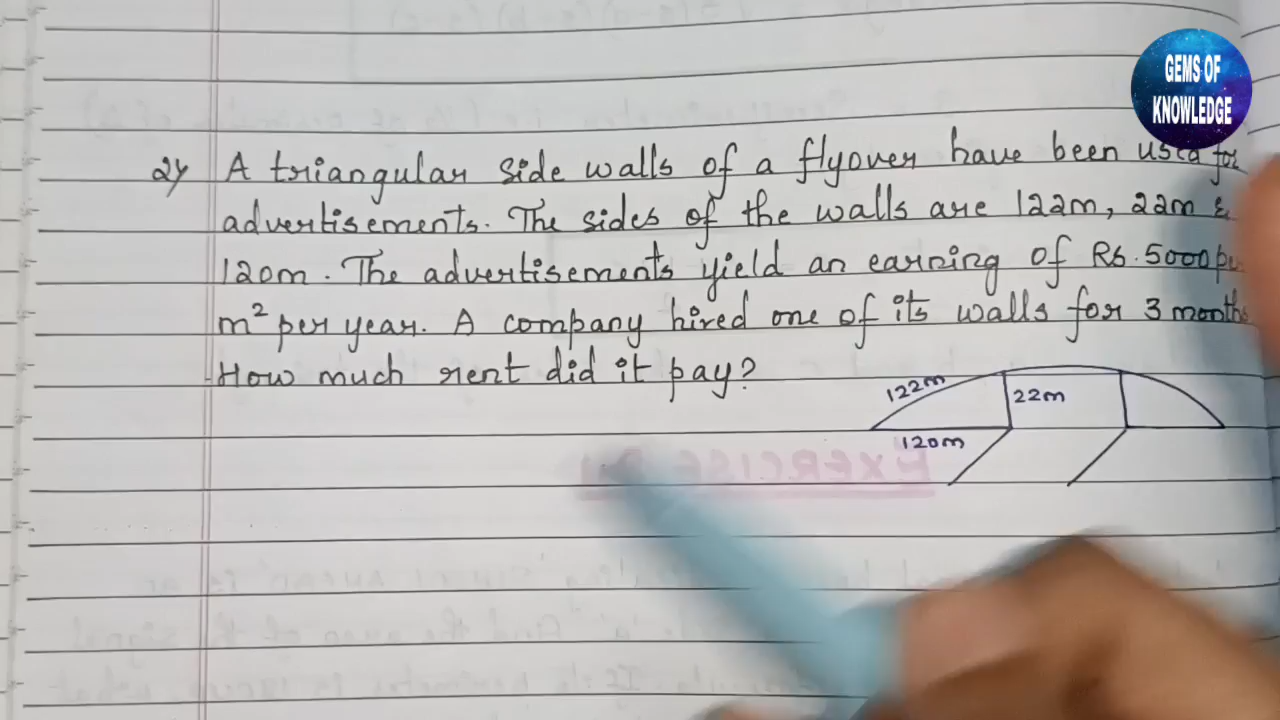 GEMS OF
KNOWLEDGE
2) A triangular side walls of a flyover have been used for
advertisements. The sides of the walls are 122m, 22m &
120m. The advertisements yield an earning of Rs. 5000 per
m² per year. A company hired one of its walls for 3 months.
How much rent did it pay?
122m
22m
120m
EXERCISE